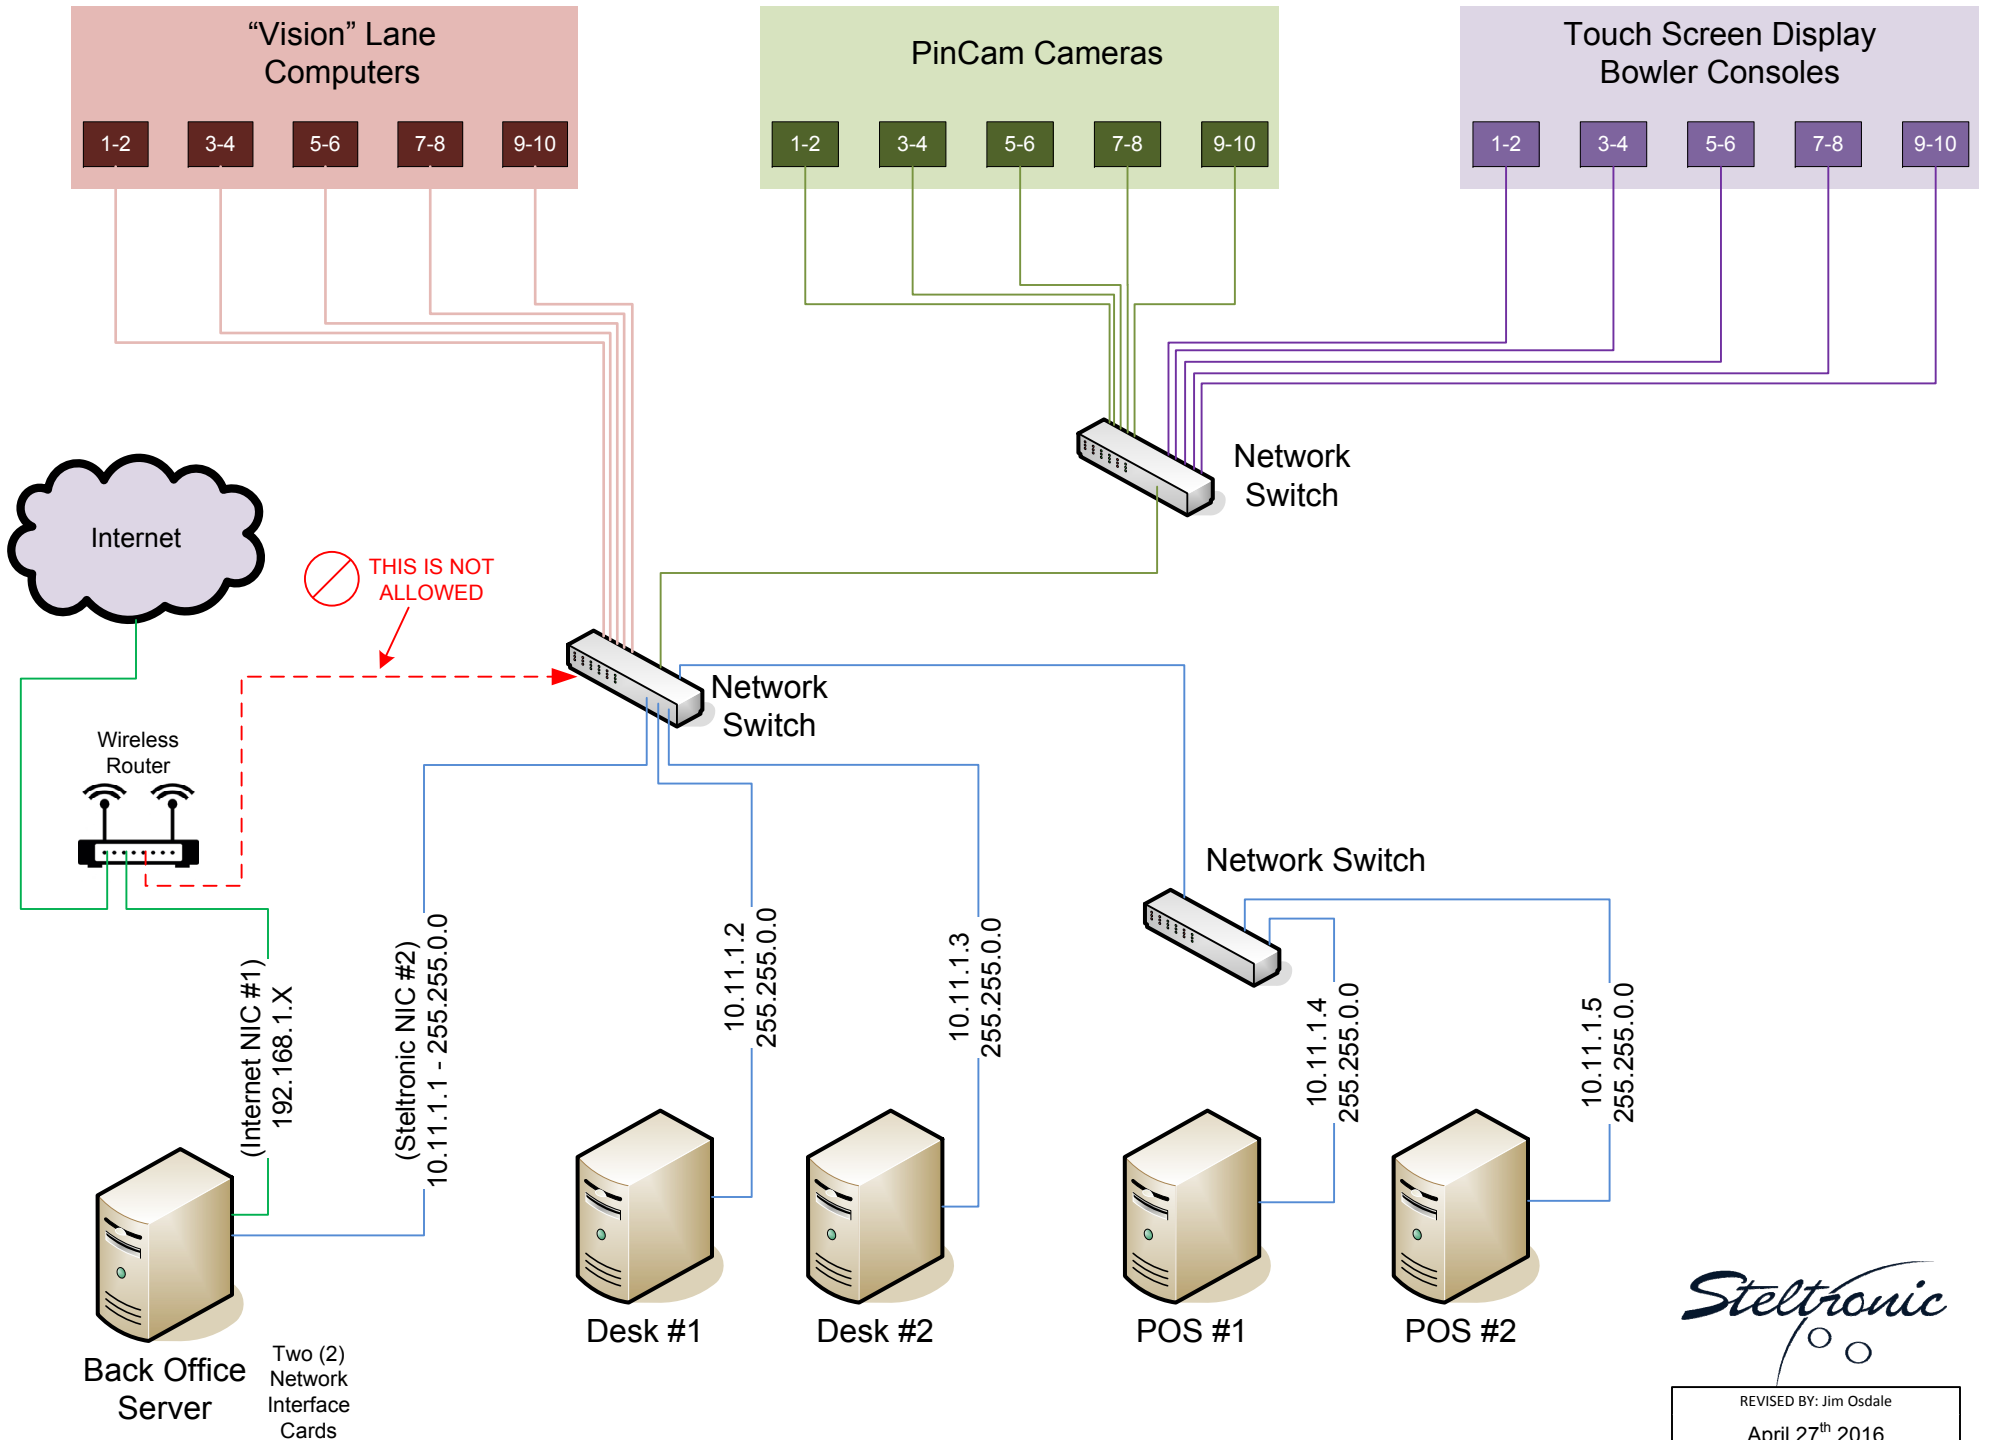 “Vision” Lane
Computers
1-2
3-4
5-6
7-8
9-10
PinCam Cameras
1-2
3-4
5-6
7-8
9-10
Touch Screen Display
Bowler Consoles
1-2
3-4
5-6
7-8
9-10
Network
Switch
Internet
THIS IS NOT
ALLOWED
Network
Switch
Wireless
Router
Network Switch
(Internet NIC #1)
192.168.1.X
(Steltronic NIC #2)
10.11.1.1 - 255.255.0.0
10.11.1.2
255.255.0.0
10.11.1.3
255.255.0.0
10.11.1.4
255.255.0.0
10.11.1.5
255.255.0.0
Desk #1
Desk #2
POS #1
POS #2
Back Office
Server
Two (2)
Network
Interface
Cards
Steltronic
REVISED BY: Jim Osdale
April 27th 2016